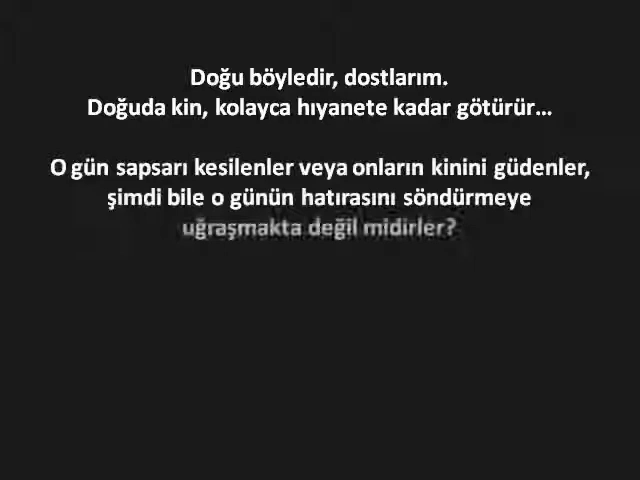 Doğu böyledir, dostlarım.
Doğuda kin, kolayca hıyanete kadar götürür...
O gün sapsarı kesilenler veya onların kinini güdenler,
şimdi bile o günün hatırasını söndürmeye
uğraşmakta değil midirler?